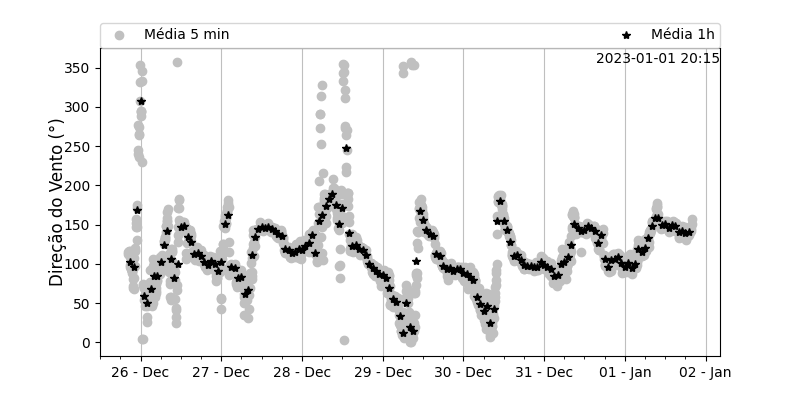 Média 5 min
Média 1h
2023-01-01 20:15
Direção do Vento (°)
350
300
250
200
150
100
50
0
26 - Dec
27 - Dec
28 - Dec
29 - Dec
30 - Dec
31 - Dec
01 - Jan
02 - Jan